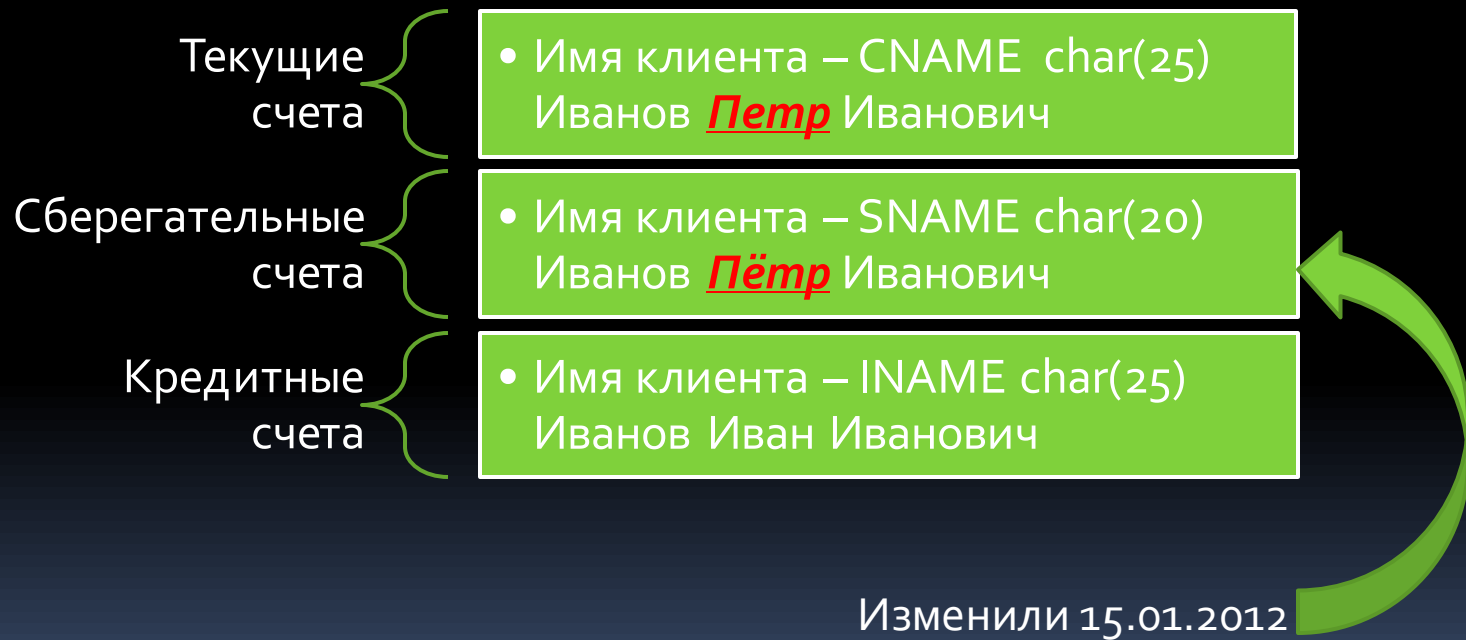 Текущие
счета
• Имя клиента – CNAME char(25)
Иванов Петр Иванович
Сберегательные
счета
• Имя клиента – SNAME char(20)
Иванов Пётр Иванович
Кредитные
счета
• Имя клиента – INAME char(25)
Иванов Иван Иванович
Изменили 15.01.2012